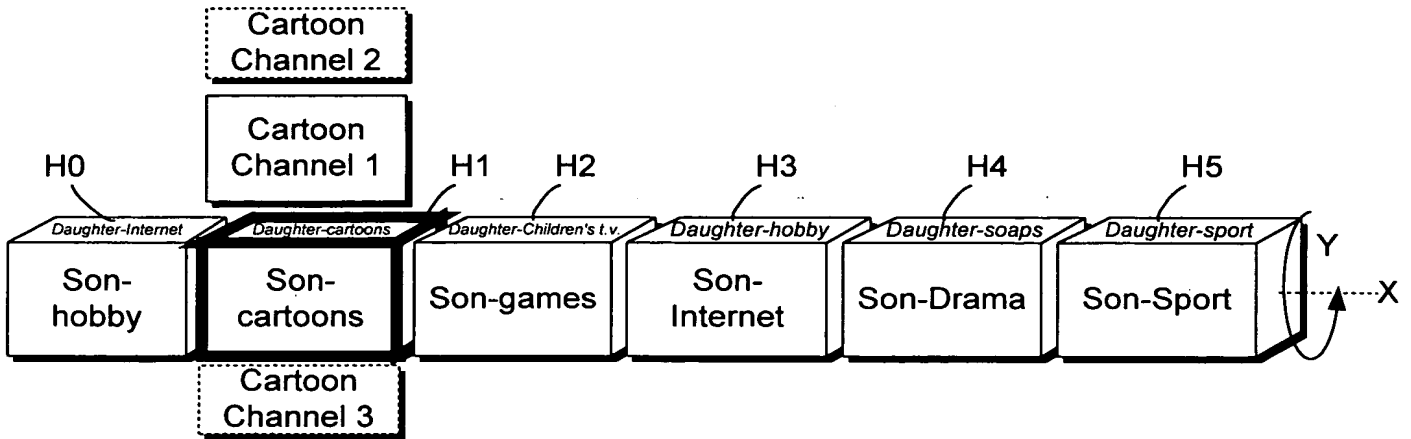 Cartoon
Channel 2
Cartoon
Channel 1
H0
H1
H2
H3
H4
H5
Daughter-Internet
Daughter-cartoons
Daughter-Children's t.v.
Daughter-hobby
Daughter-soaps
Daughter-sport
Y
Son-
hobby
Son-
cartoons
Son-games
Son-
Internet
Son-Drama
Son-Sport
X
Cartoon
Channel 3